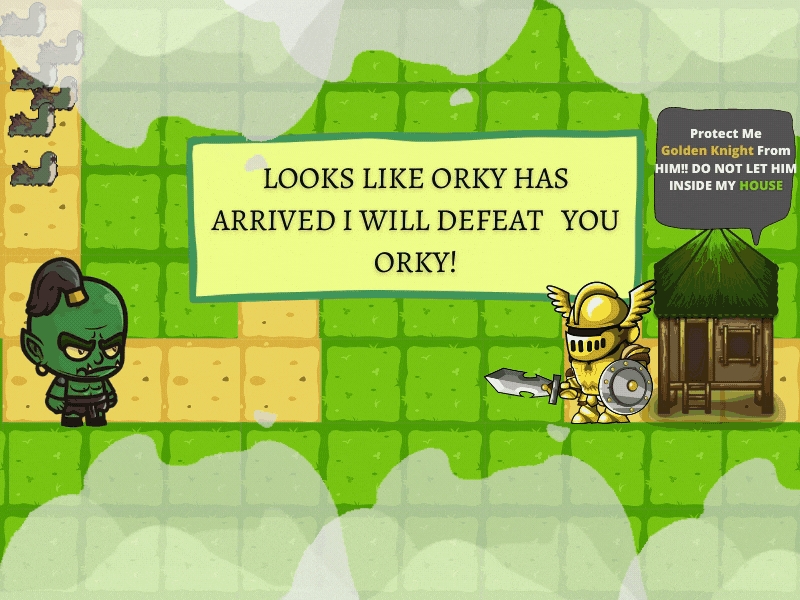 LOOKS LIKE ORKY HAS
ARRIVED I WILL DEFEAT YOU
ORKY!
Protect Me
Golden Knight From
HIM!! DO NOT LET HIM
INSIDE MY HOUSE